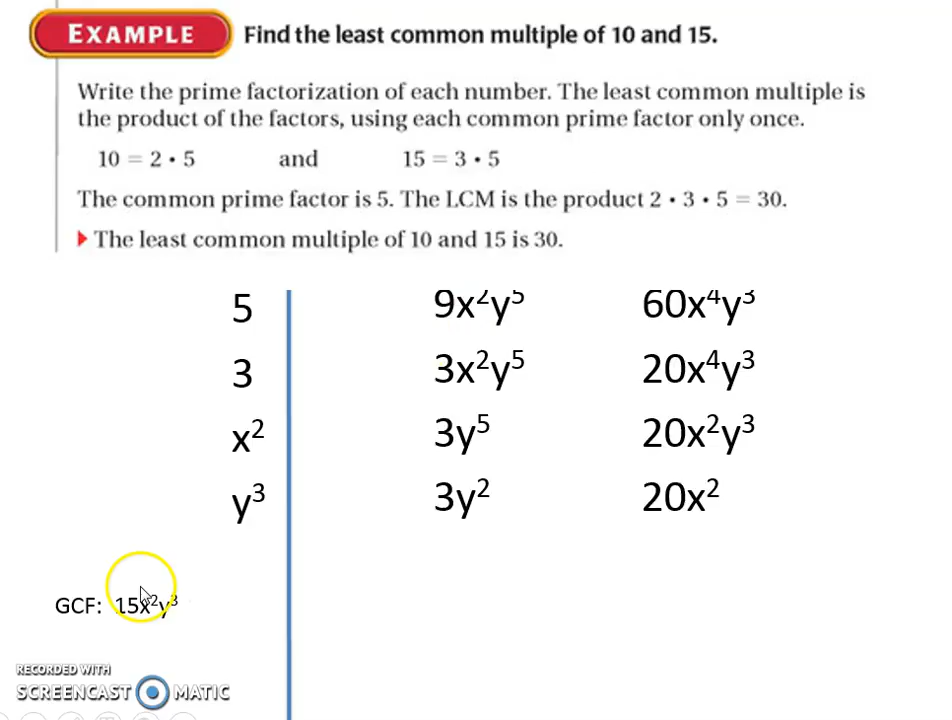 EXAMPLE Find the least common multiple of 10 and 15.
Write the prime factorization of each number. The least common multiple is
the product of the factors, using each common prime factor only once.
10 = 2 • 5 and 15 = 3 • 5
The common prime factor is 5. The LCM is the product 2 • 3 • 5 = 30.
The least common multiple of 10 and 15 is 30.
5 9x²y⁵ 60x⁴y³
3 3x²y⁵ 20x⁴y³
x² 3y⁵ 20x²y³
y³ 3y² 20x²
GCF: 15x²y³
RECORDED WITH
SCREENCAST MATIC